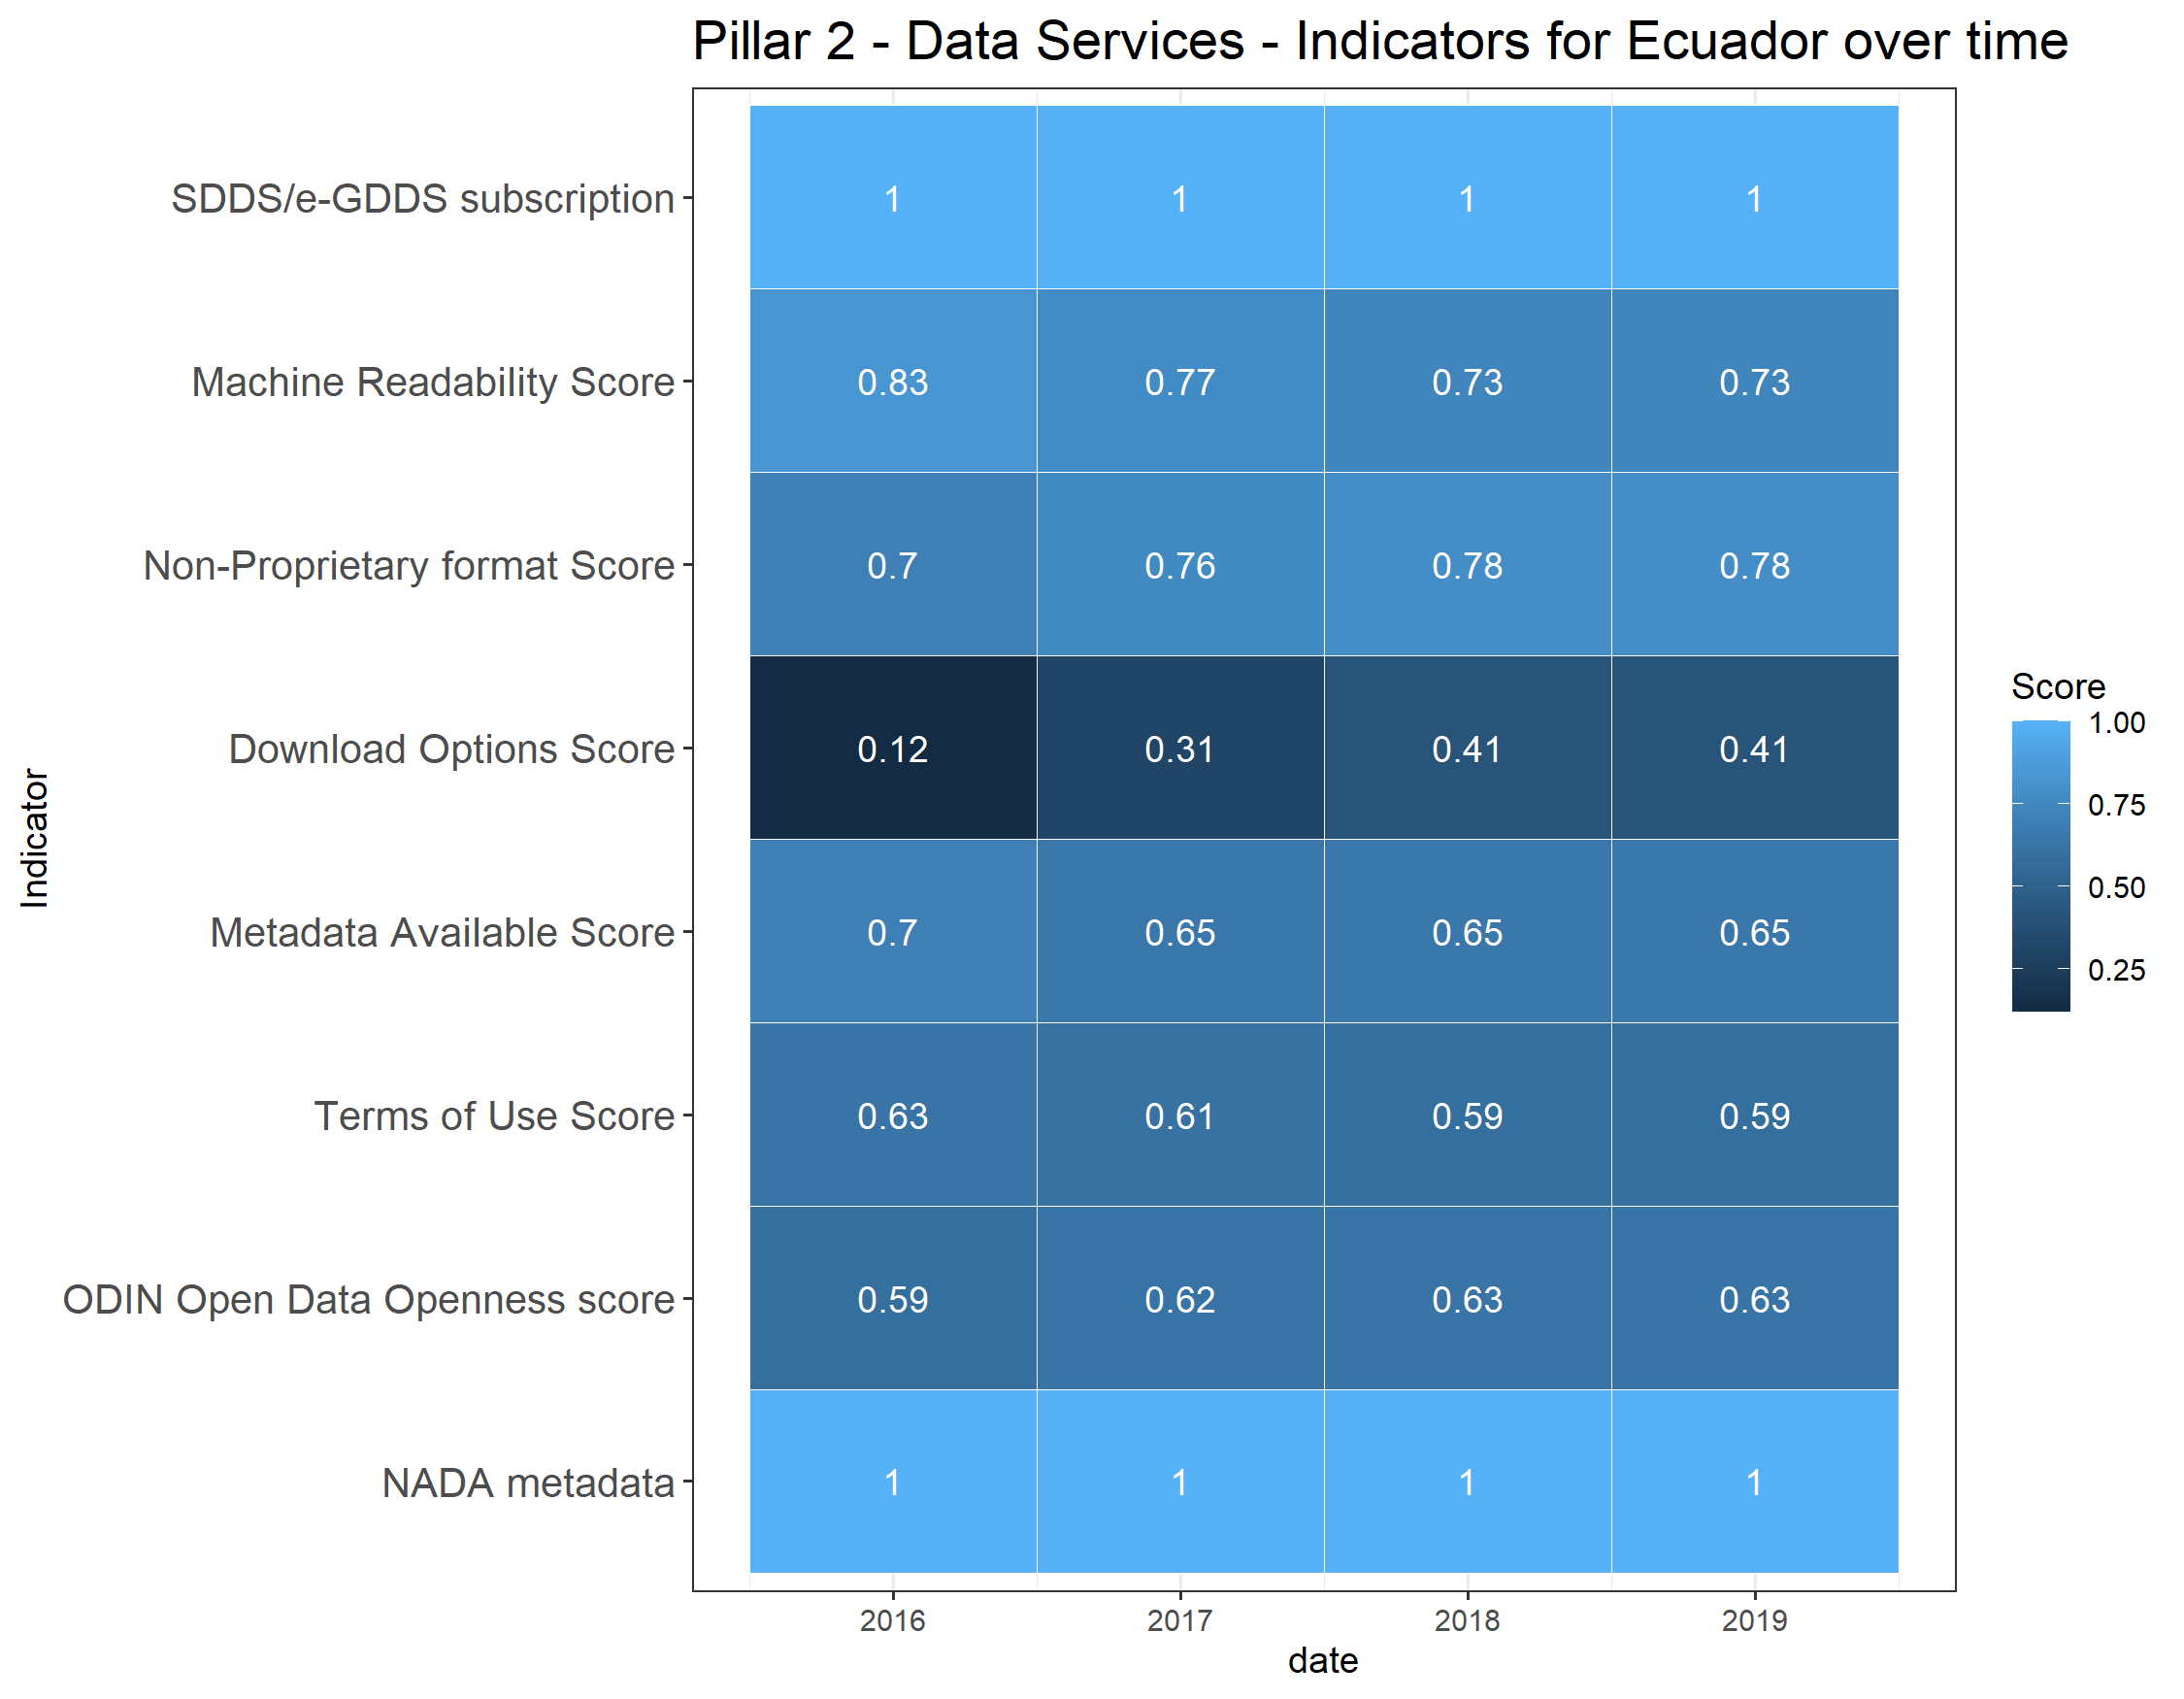 Pillar 2 - Data Services - Indicators for Ecuador over time
SDDS/e-GDDS subscription 1 1 1 1
Machine Readability Score 0.83 0.77 0.73 0.73
Non-Proprietary format Score 0.7 0.76 0.78 0.78
Download Options Score 0.12 0.31 0.41 0.41
Metadata Available Score 0.7 0.65 0.65 0.65
Terms of Use Score 0.63 0.61 0.59 0.59
ODIN Open Data Openness score 0.59 0.62 0.63 0.63
NADA metadata 1 1 1 1
2016 2017 2018 2019
date
Indicator
Score
1.00
0.75
0.50
0.25